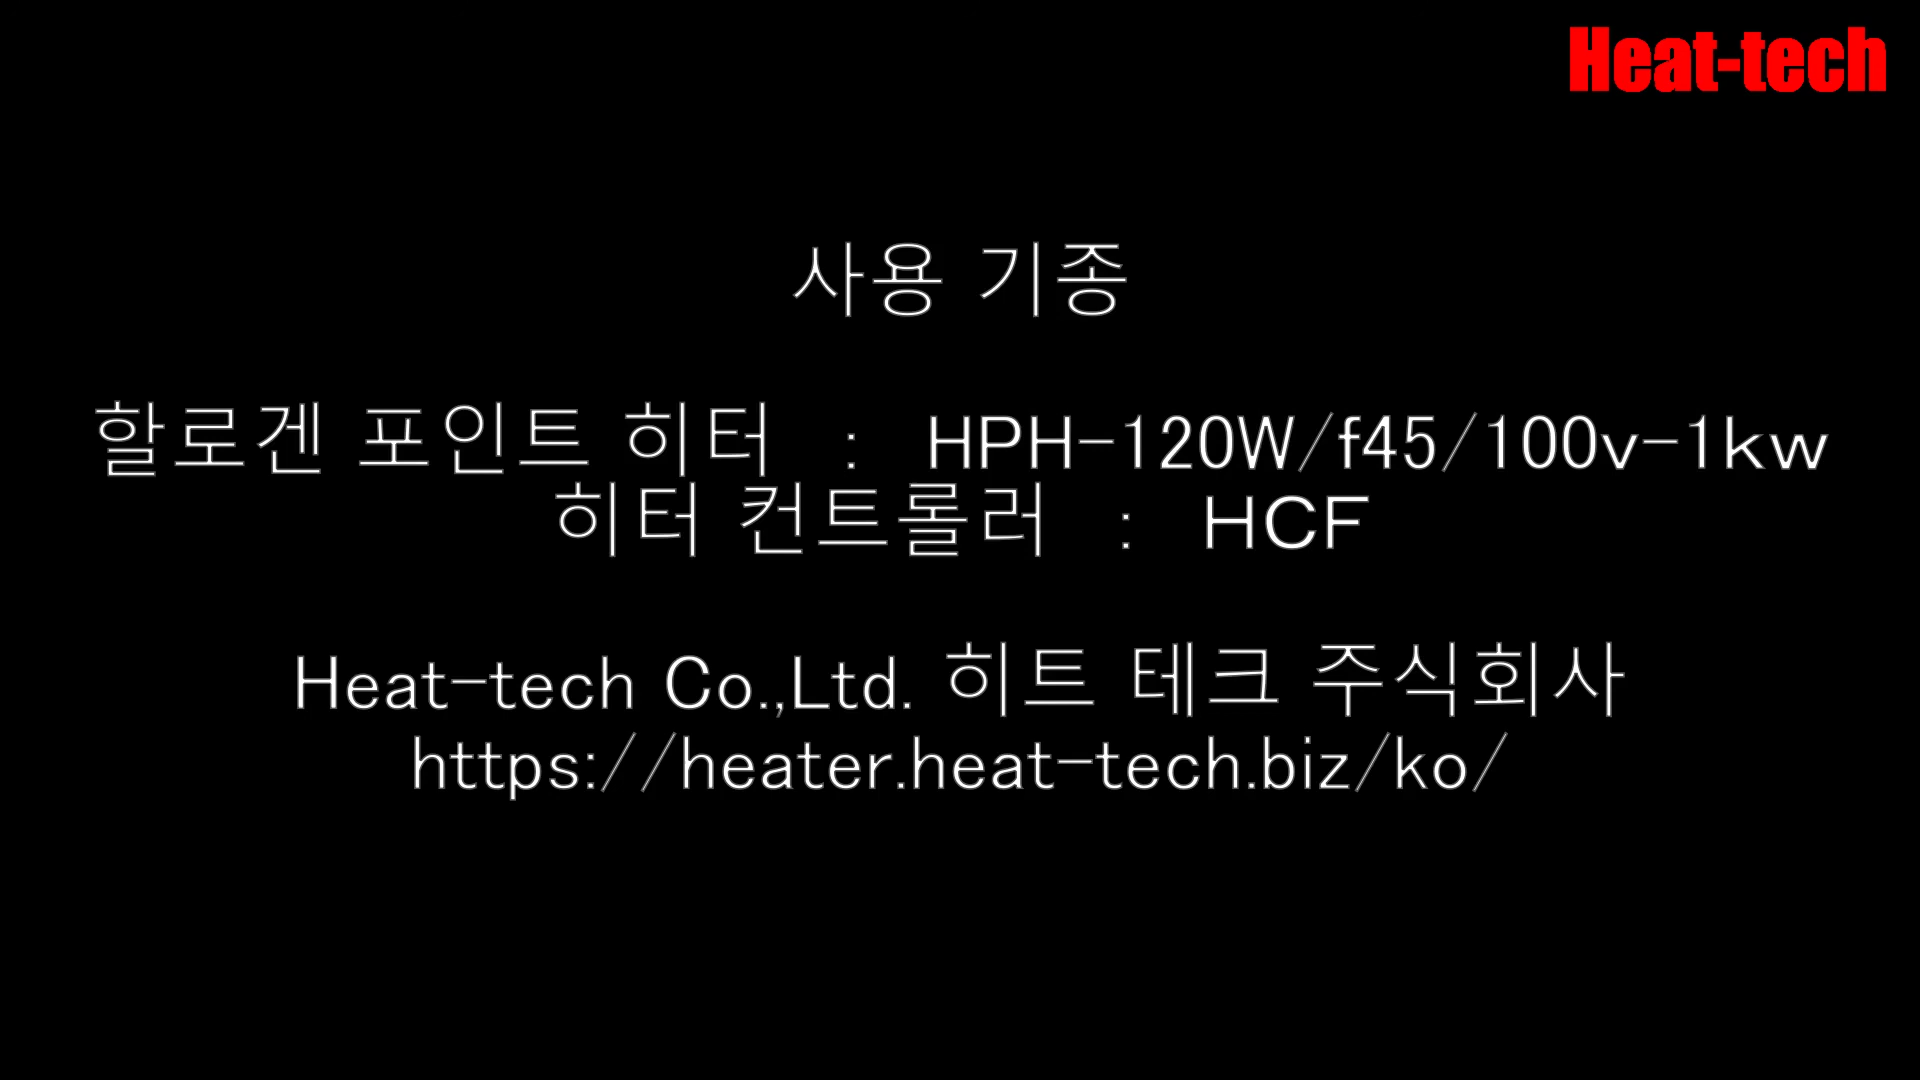 Heat-tech
사용 기종
할로겐 포인트 히터 : HPH-120W/f45/100v-1kw
히터 컨트롤러 : HCF
Heat-tech Co.,Ltd. 히트 테크 주식회사
https://heater.heat-tech.biz/ko/